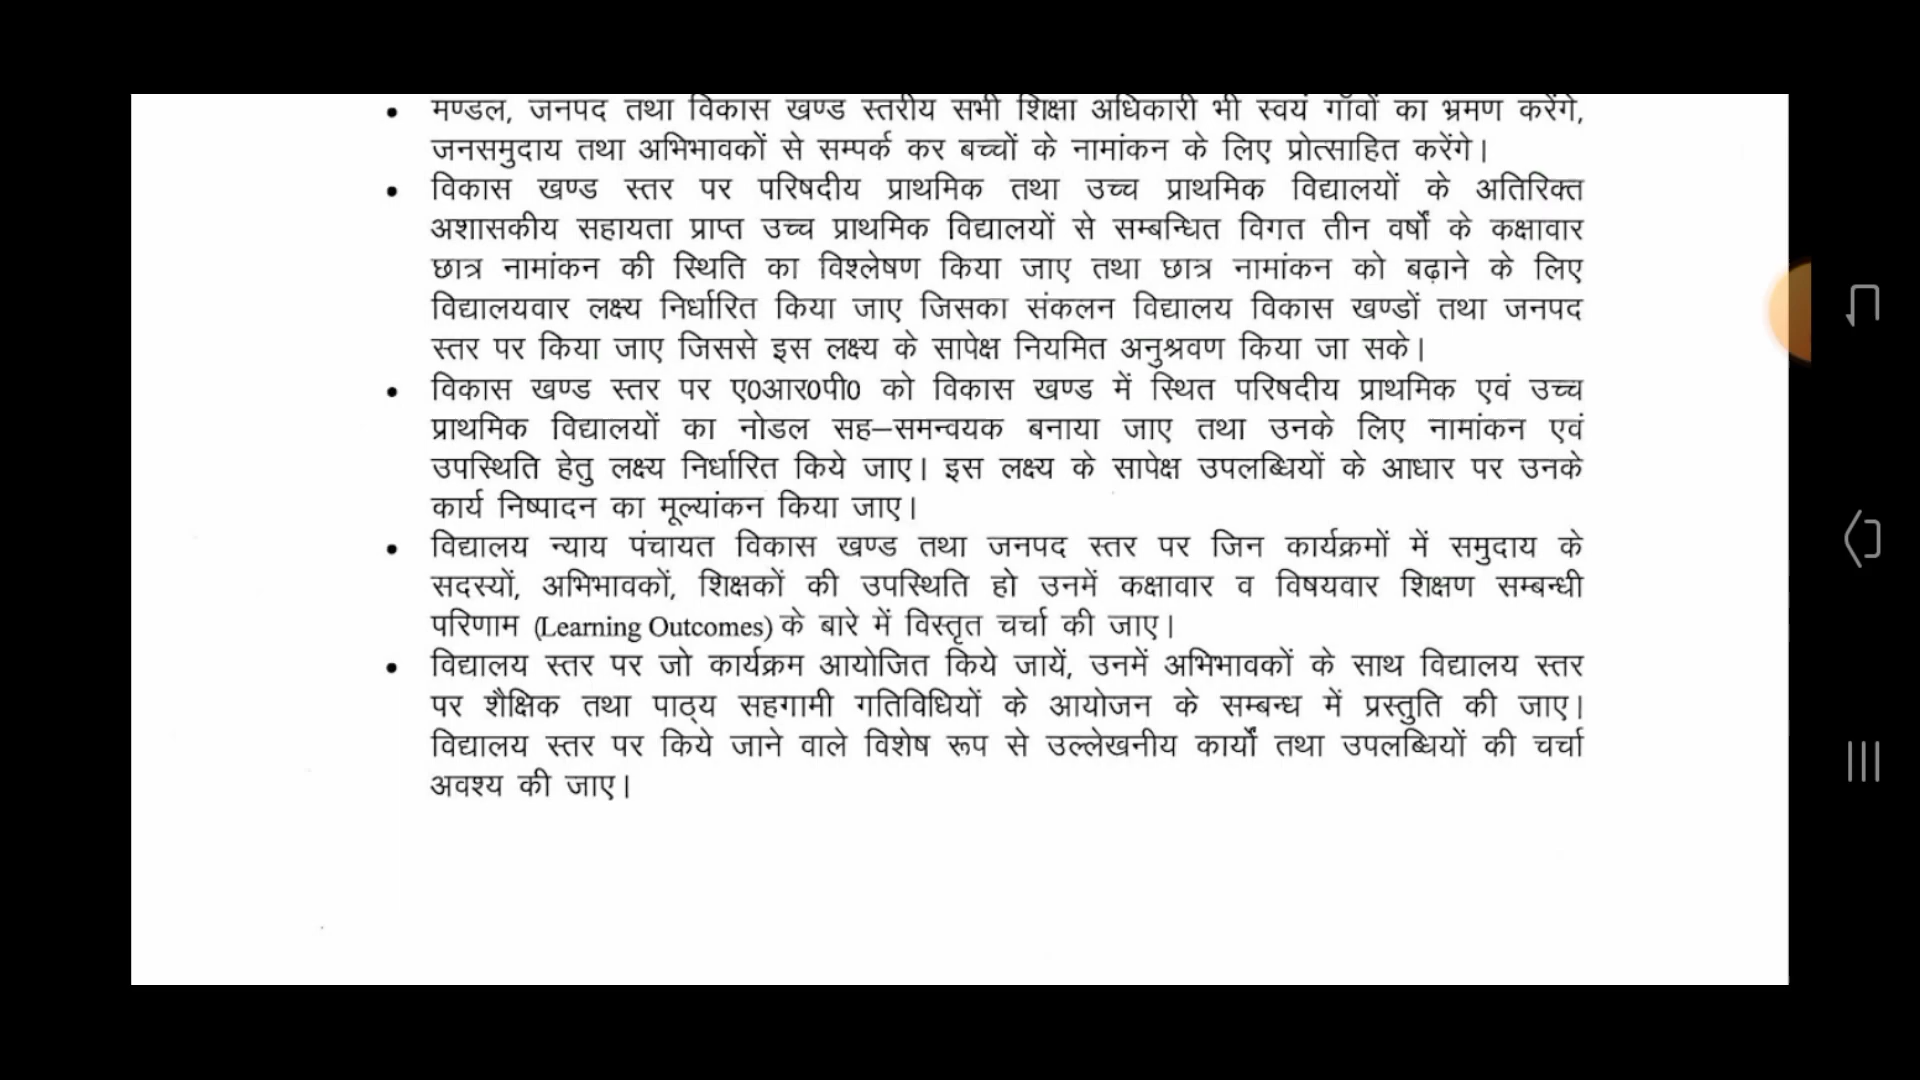 • मण्डल, जनपद तथा विकास खण्ड स्तरीय सभी शिक्षा अधिकारी भी स्वयं गॉवों का भ्रमण करेंगे,
जनसमुदाय तथा अभिभावकों से सम्पर्क कर बच्चों के नामांकन के लिए प्रोत्साहित करेंगे।
• विकास खण्ड स्तर पर परिषदीय प्राथमिक तथा उच्च प्राथमिक विद्यालयों के अतिरिक्त
अशासकीय सहायता प्राप्त उच्च प्राथमिक विद्यालयों से सम्बन्धित विगत तीन वर्षों के कक्षावार
छात्र नामांकन की स्थिति का विश्लेषण किया जाए तथा छात्र नामांकन को बढ़ाने के लिए
विद्यालयवार लक्ष्य निर्धारित किया जाए जिसका संकलन विद्यालय विकास खण्डों तथा जनपद
स्तर पर किया जाए जिससे इस लक्ष्य के सापेक्ष नियमित अनुश्रवण किया जा सके।
• विकास खण्ड स्तर पर ए0आर0पी0 को विकास खण्ड में स्थित परिषदीय प्राथमिक एवं उच्च
प्राथमिक विद्यालयों का नोडल सह–समन्वयक बनाया जाए तथा उनके लिए नामांकन एवं
उपस्थिति हेतु लक्ष्य निर्धारित किये जाए। इस लक्ष्य के सापेक्ष उपलब्धियों के आधार पर उनके
कार्य निष्पादन का मूल्यांकन किया जाए।
• विद्यालय न्याय पंचायत विकास खण्ड तथा जनपद स्तर पर जिन कार्यक्रमों में समुदाय के
सदस्यों, अभिभावकों, शिक्षकों की उपस्थिति हो उनमें कक्षावार व विषयवार शिक्षण सम्बन्धी
परिणाम (Learning Outcomes) के बारे में विस्तृत चर्चा की जाए।
• विद्यालय स्तर पर जो कार्यक्रम आयोजित किये जायें, उनमें अभिभावकों के साथ विद्यालय स्तर
पर शैक्षिक तथा पाठ्य सहगामी गतिविधियों के आयोजन के सम्बन्ध में प्रस्तुति की जाए।
विद्यालय स्तर पर किये जाने वाले विशेष रूप से उल्लेखनीय कार्यों तथा उपलब्धियों की चर्चा
अवश्य की जाए।